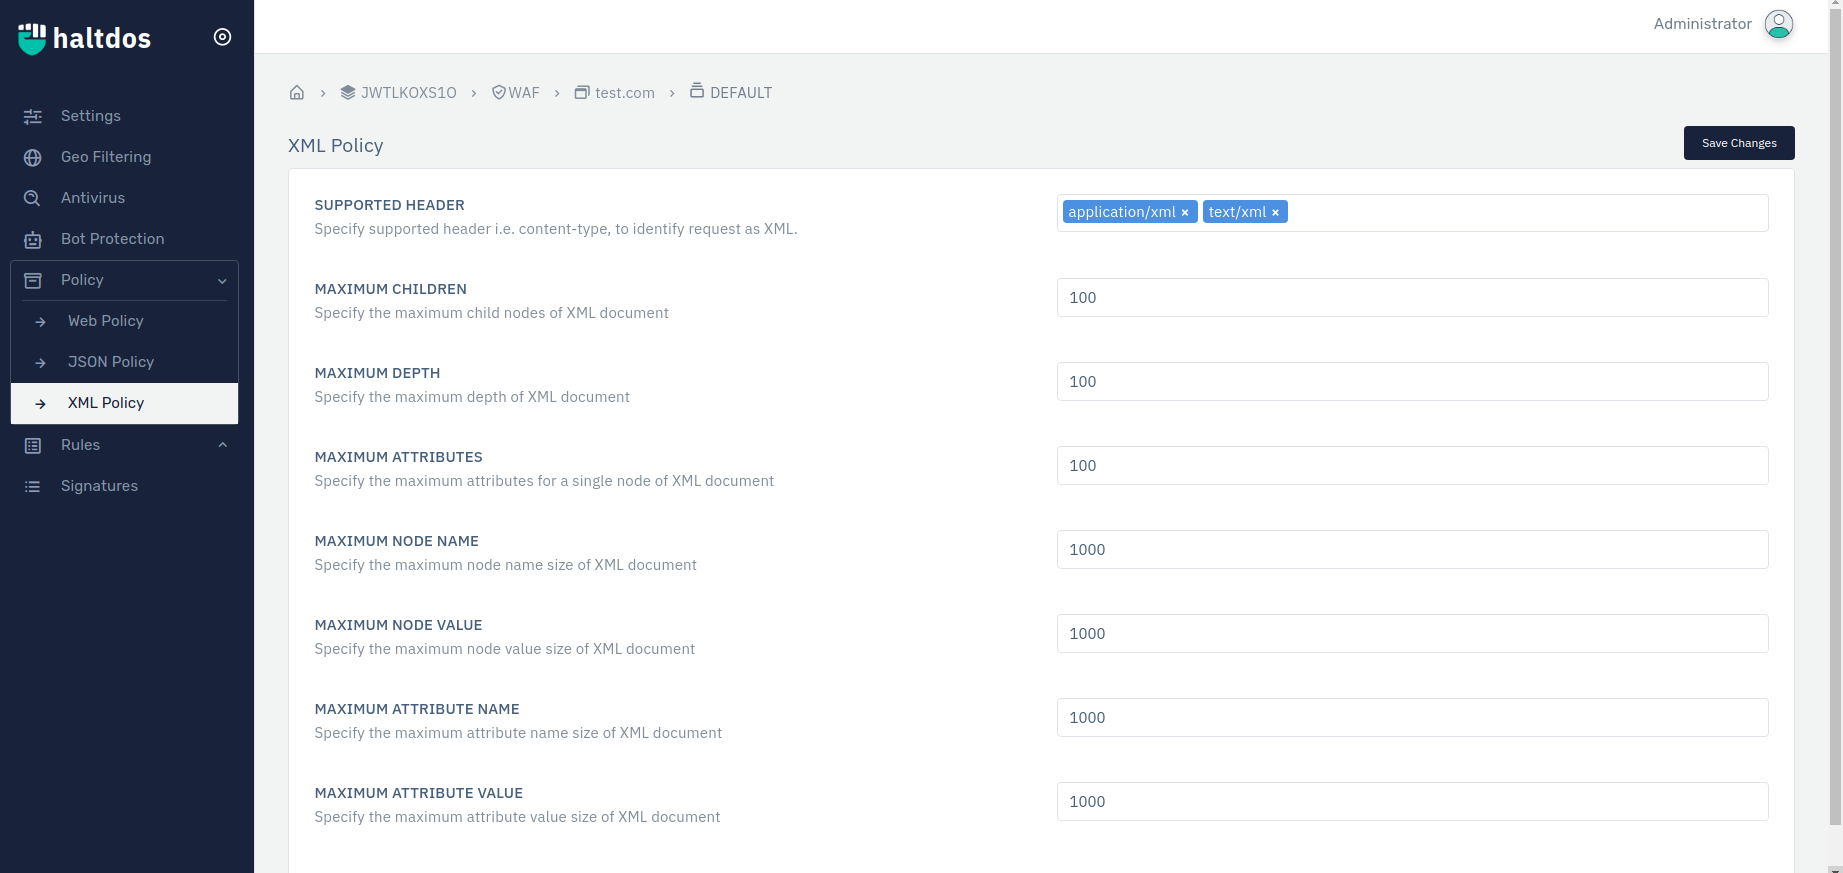 haltdos
Administrator
Settings
Geo Filtering
Antivirus
Bot Protection
Policy
Web Policy
JSON Policy
XML Policy
Rules
Signatures
JWTLKOXS1O > WAF > test.com > DEFAULT
XML Policy
Save Changes
SUPPORTED HEADER
Specify supported header i.e. content-type, to identify request as XML.
application/xml × text/xml ×
MAXIMUM CHILDREN
Specify the maximum child nodes of XML document
100
MAXIMUM DEPTH
Specify the maximum depth of XML document
100
MAXIMUM ATTRIBUTES
Specify the maximum attributes for a single node of XML document
100
MAXIMUM NODE NAME
Specify the maximum node name size of XML document
1000
MAXIMUM NODE VALUE
Specify the maximum node value size of XML document
1000
MAXIMUM ATTRIBUTE NAME
Specify the maximum attribute name size of XML document
1000
MAXIMUM ATTRIBUTE VALUE
Specify the maximum attribute value size of XML document
1000